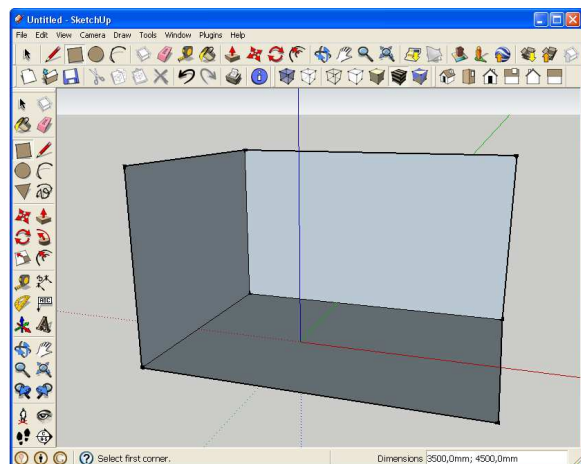 Untitled - SketchUp
File Edit View Camera Draw Tools Window Plugins Help
ABC
Select first corner.
Dimensions 3500,0mm; 4500,0mm